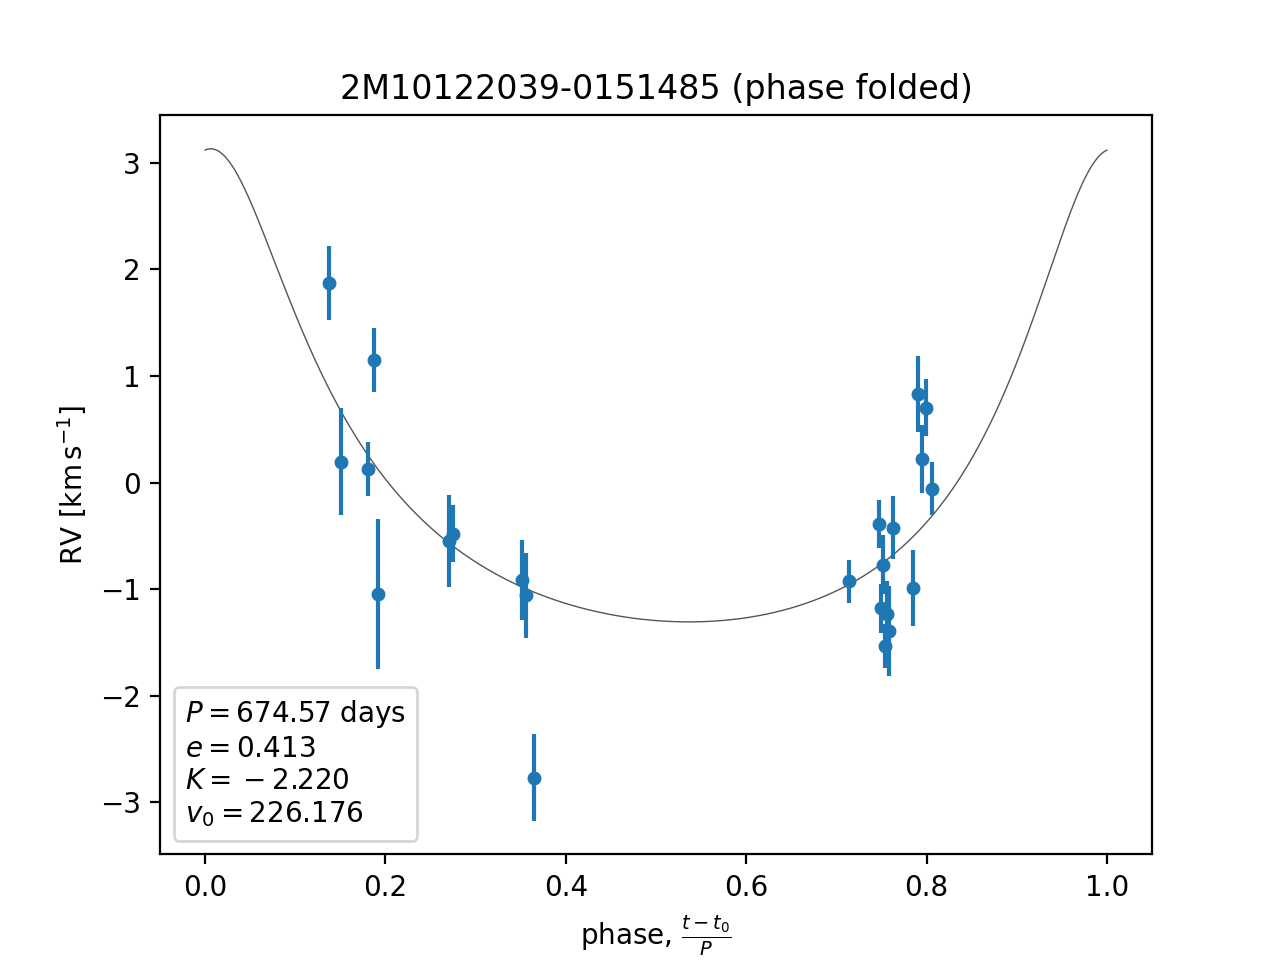 2M10122039-0151485 (phase folded)
3
2
1
0
−1
−2
−3
RV [km s⁻¹]
P = 674.57 days
e = 0.413
K = −2.220
v₀ = 226.176
0.0 0.2 0.4 0.6 0.8 1.0
phase, (t − t₀)/P